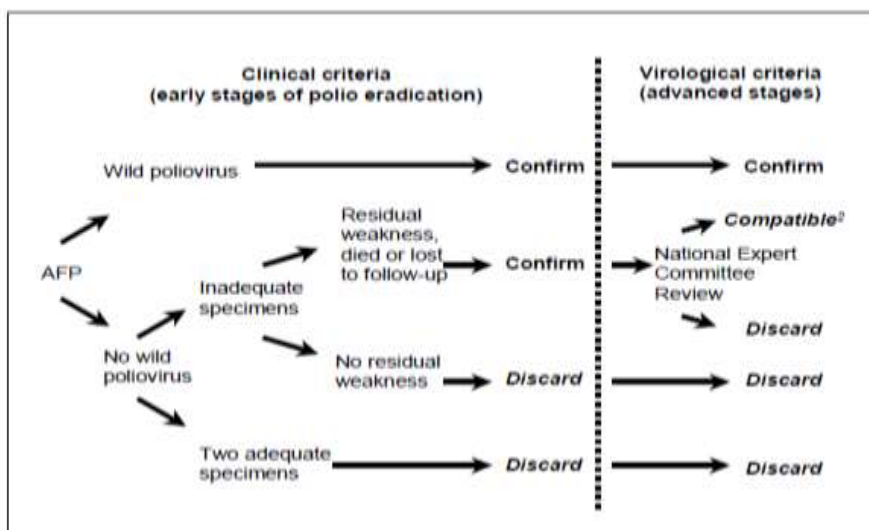 Clinical criteria
(early stages of polio eradication)
Virological criteria
(advanced stages)
Wild poliovirus
Confirm
Confirm
Residual
weakness,
died or lost
to follow-up
Confirm
Compatible²
National Expert
Committee
Review
Discard
AFP
Inadequate
specimens
No wild
poliovirus
No residual
weakness
Discard
Discard
Two adequate
specimens
Discard
Discard